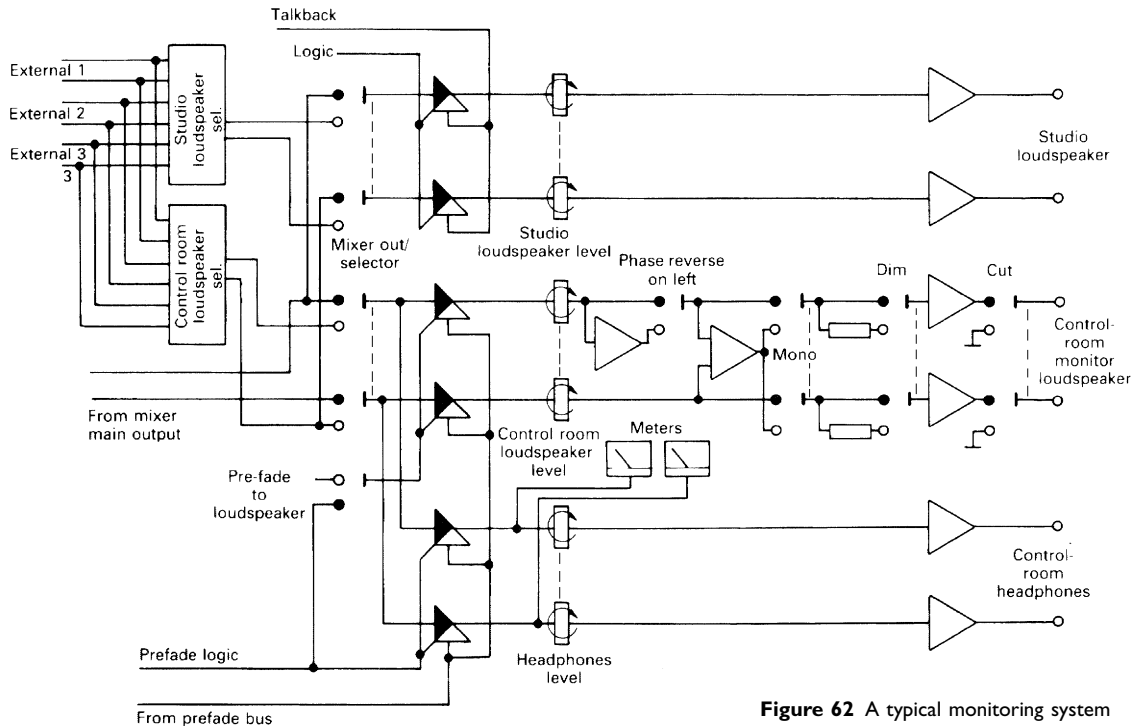 Talkback
Logic
External 1
External 2
External 3
3
Studio
loudspeaker
sel.
Control room
loudspeaker
sel.
Mixer out/
selector
Studio
loudspeaker level
Studio
loudspeaker
Phase reverse
on left
Dim
Cut
Mono
Control-
room
monitor
loudspeaker
From mixer
main output
Control room
loudspeaker
level
Meters
Pre-fade
to
loudspeaker
Control-
room
headphones
Prefade logic
Headphones
level
From prefade bus
Figure 62 A typical monitoring system